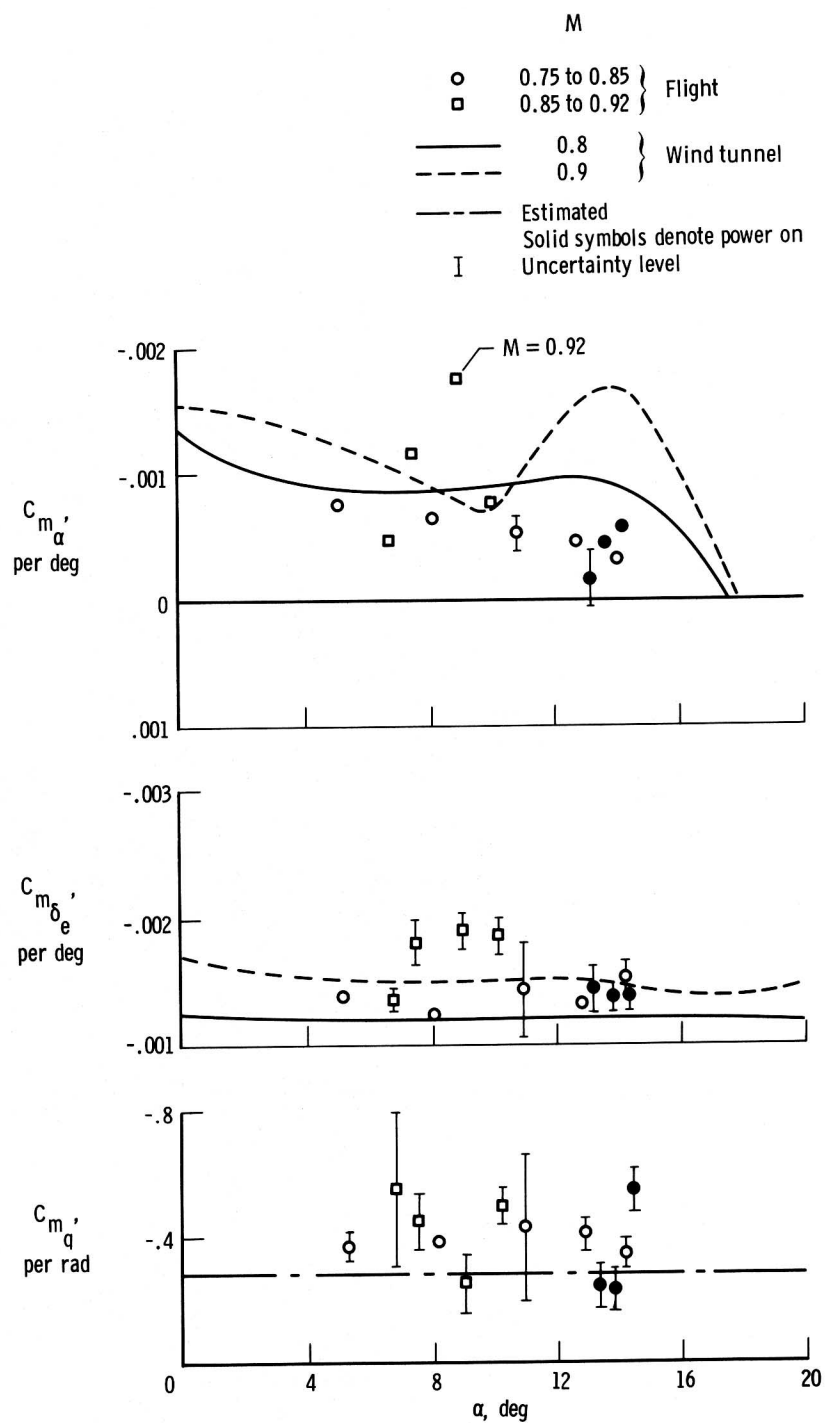 M
0.75 to 0.85
0.85 to 0.92
Flight
0.8
0.9
Wind tunnel
Estimated
Solid symbols denote power on
Uncertainty level
-.002
M = 0.92
-.001
C_mα,
per deg
0
.001
-.003
C_mδe,
per deg
-.002
-.001
-.8
C_mq,
per rad
-.4
0 4 8 12 16 20
α, deg